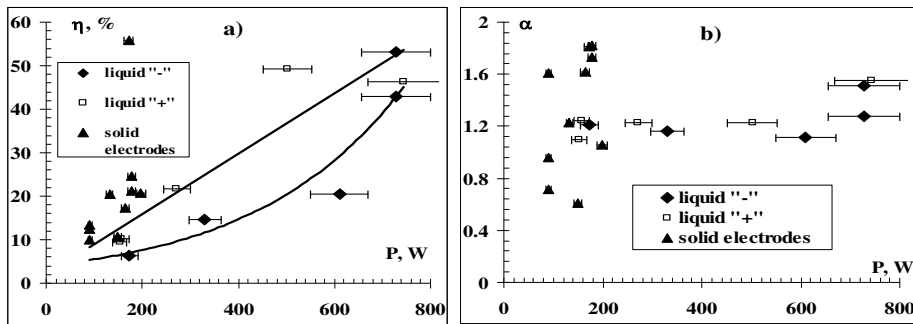 60
50
40
30
20
10
0
η, %
a)
liquid "-"
liquid "+"
solid
electrodes
P, W
0 200 400 600 800
2
1.6
1.2
0.8
0.4
0
α
b)
liquid "-"
liquid "+"
solid electrodes
P, W
0 200 400 600 800